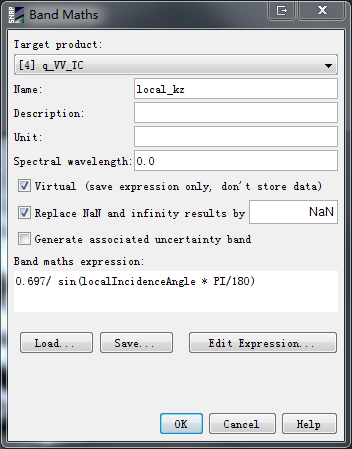 SNAP Band Maths
Target product:
[4] q_VV_TC
Name: local_kz
Description:
Unit:
Spectral wavelength: 0.0
Virtual (save expression only, don't store data)
Replace NaN and infinity results by NaN
Generate associated uncertainty band
Band maths expression:
0.697/ sin(localIncidenceAngle * PI/180)
Load... Save... Edit Expression...
OK Cancel Help